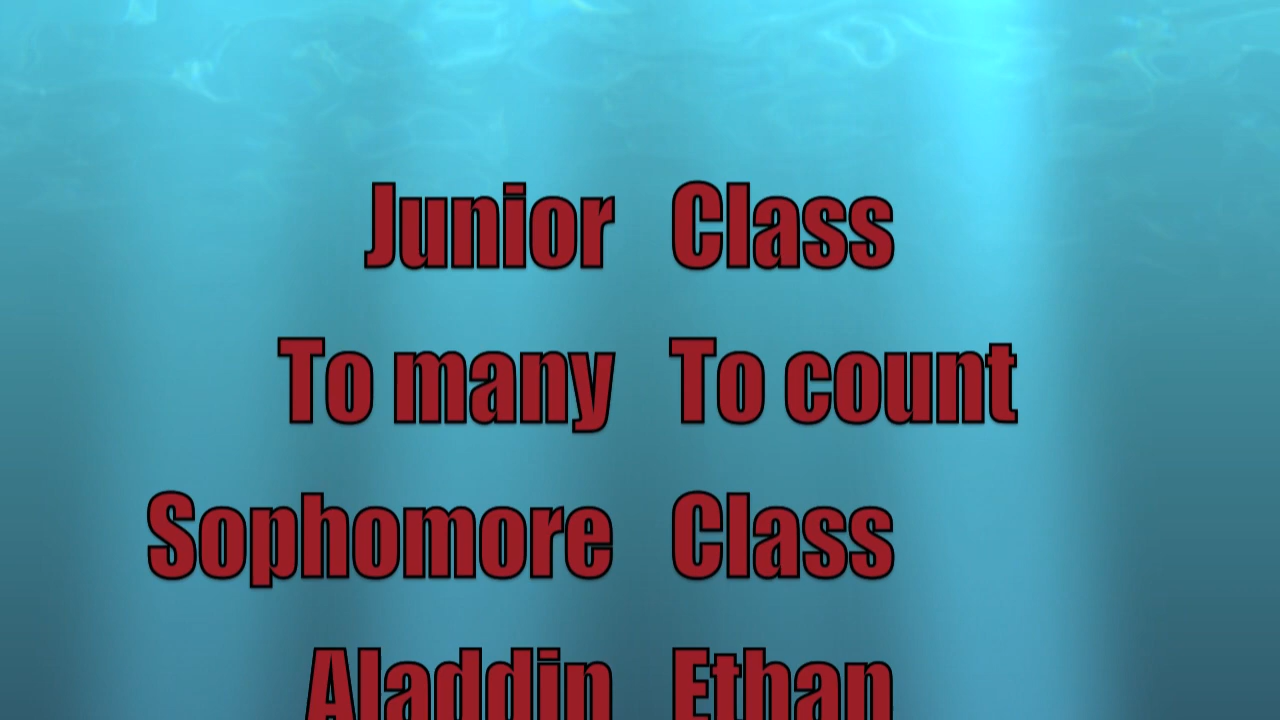 Junior Class
To many To count
Sophomore Class
Aladdin Ethan